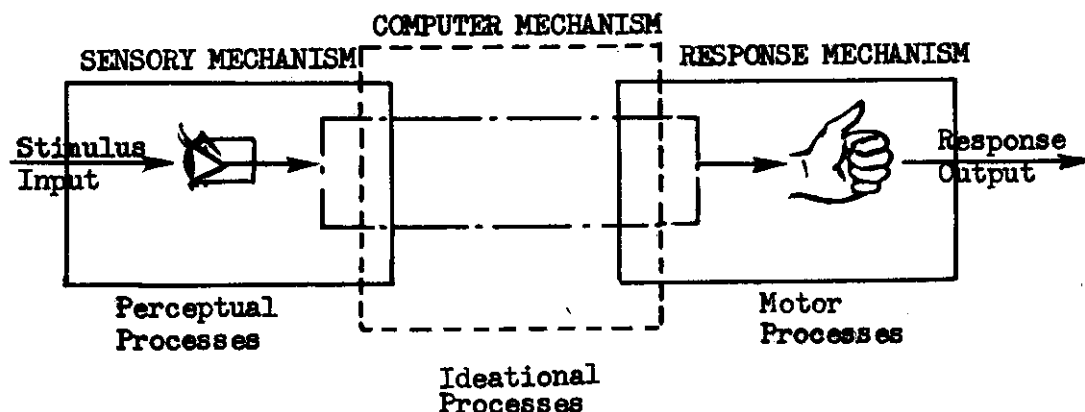 COMPUTER MECHANISM
SENSORY MECHANISM
RESPONSE MECHANISM
Stimulus
Input
Response
Output
Perceptual
Processes
Motor
Processes
Ideational
Processes